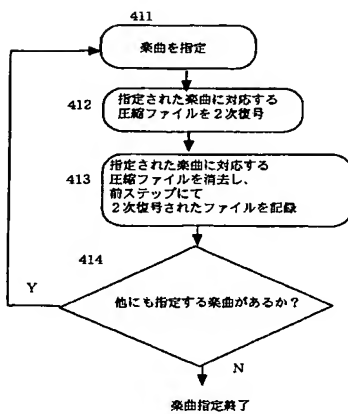 411
楽曲を指定
412
指定された楽曲に対応する
圧縮ファイルを2次復号
413
指定された楽曲に対応する
圧縮ファイルを消去し、
前ステップにて
2次復号されたファイルを記録
414
Y
他にも指定する楽曲があるか?
N
楽曲指定終了